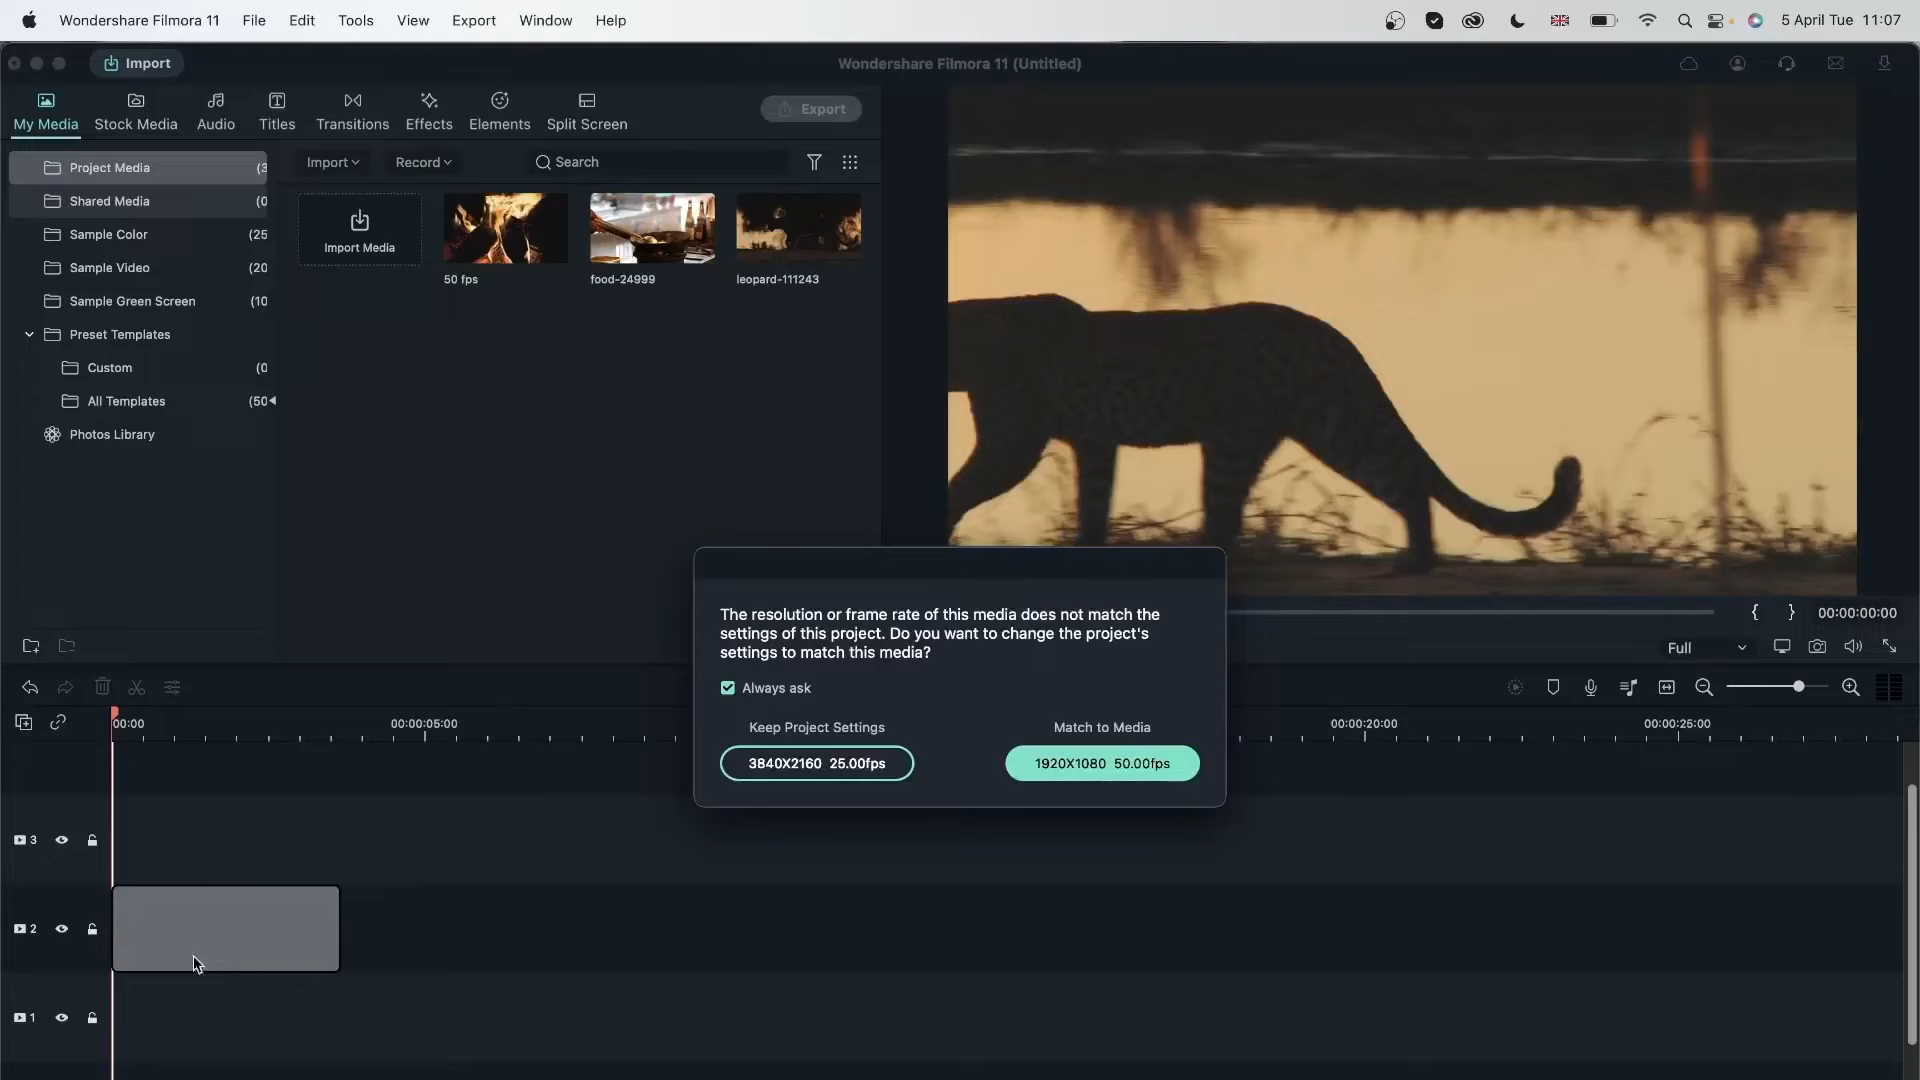 Wondershare Filmora 11 File Edit Tools View Export Window Help 5 April Tue 11:07
Import Wondershare Filmora 11 (Untitled)
My Media Stock Media Audio Titles Transitions Effects Elements Split Screen Export
Project Media (3
Shared Media (0
Sample Color (25
Sample Video (20
Sample Green Screen (10
Preset Templates
Custom (0
All Templates (50
Photos Library
Import Record Search
Import Media
50 fps
food-24999
leopard-111243
The resolution or frame rate of this media does not match the
settings of this project. Do you want to change the project's
settings to match this media?
Always ask
Keep Project Settings Match to Media
3840X2160 25.00fps 1920X1080 50.00fps
{ } 00:00:00:00
Full
00:00 00:00:05:00 00:00:20:00 00:00:25:00
3
2
1